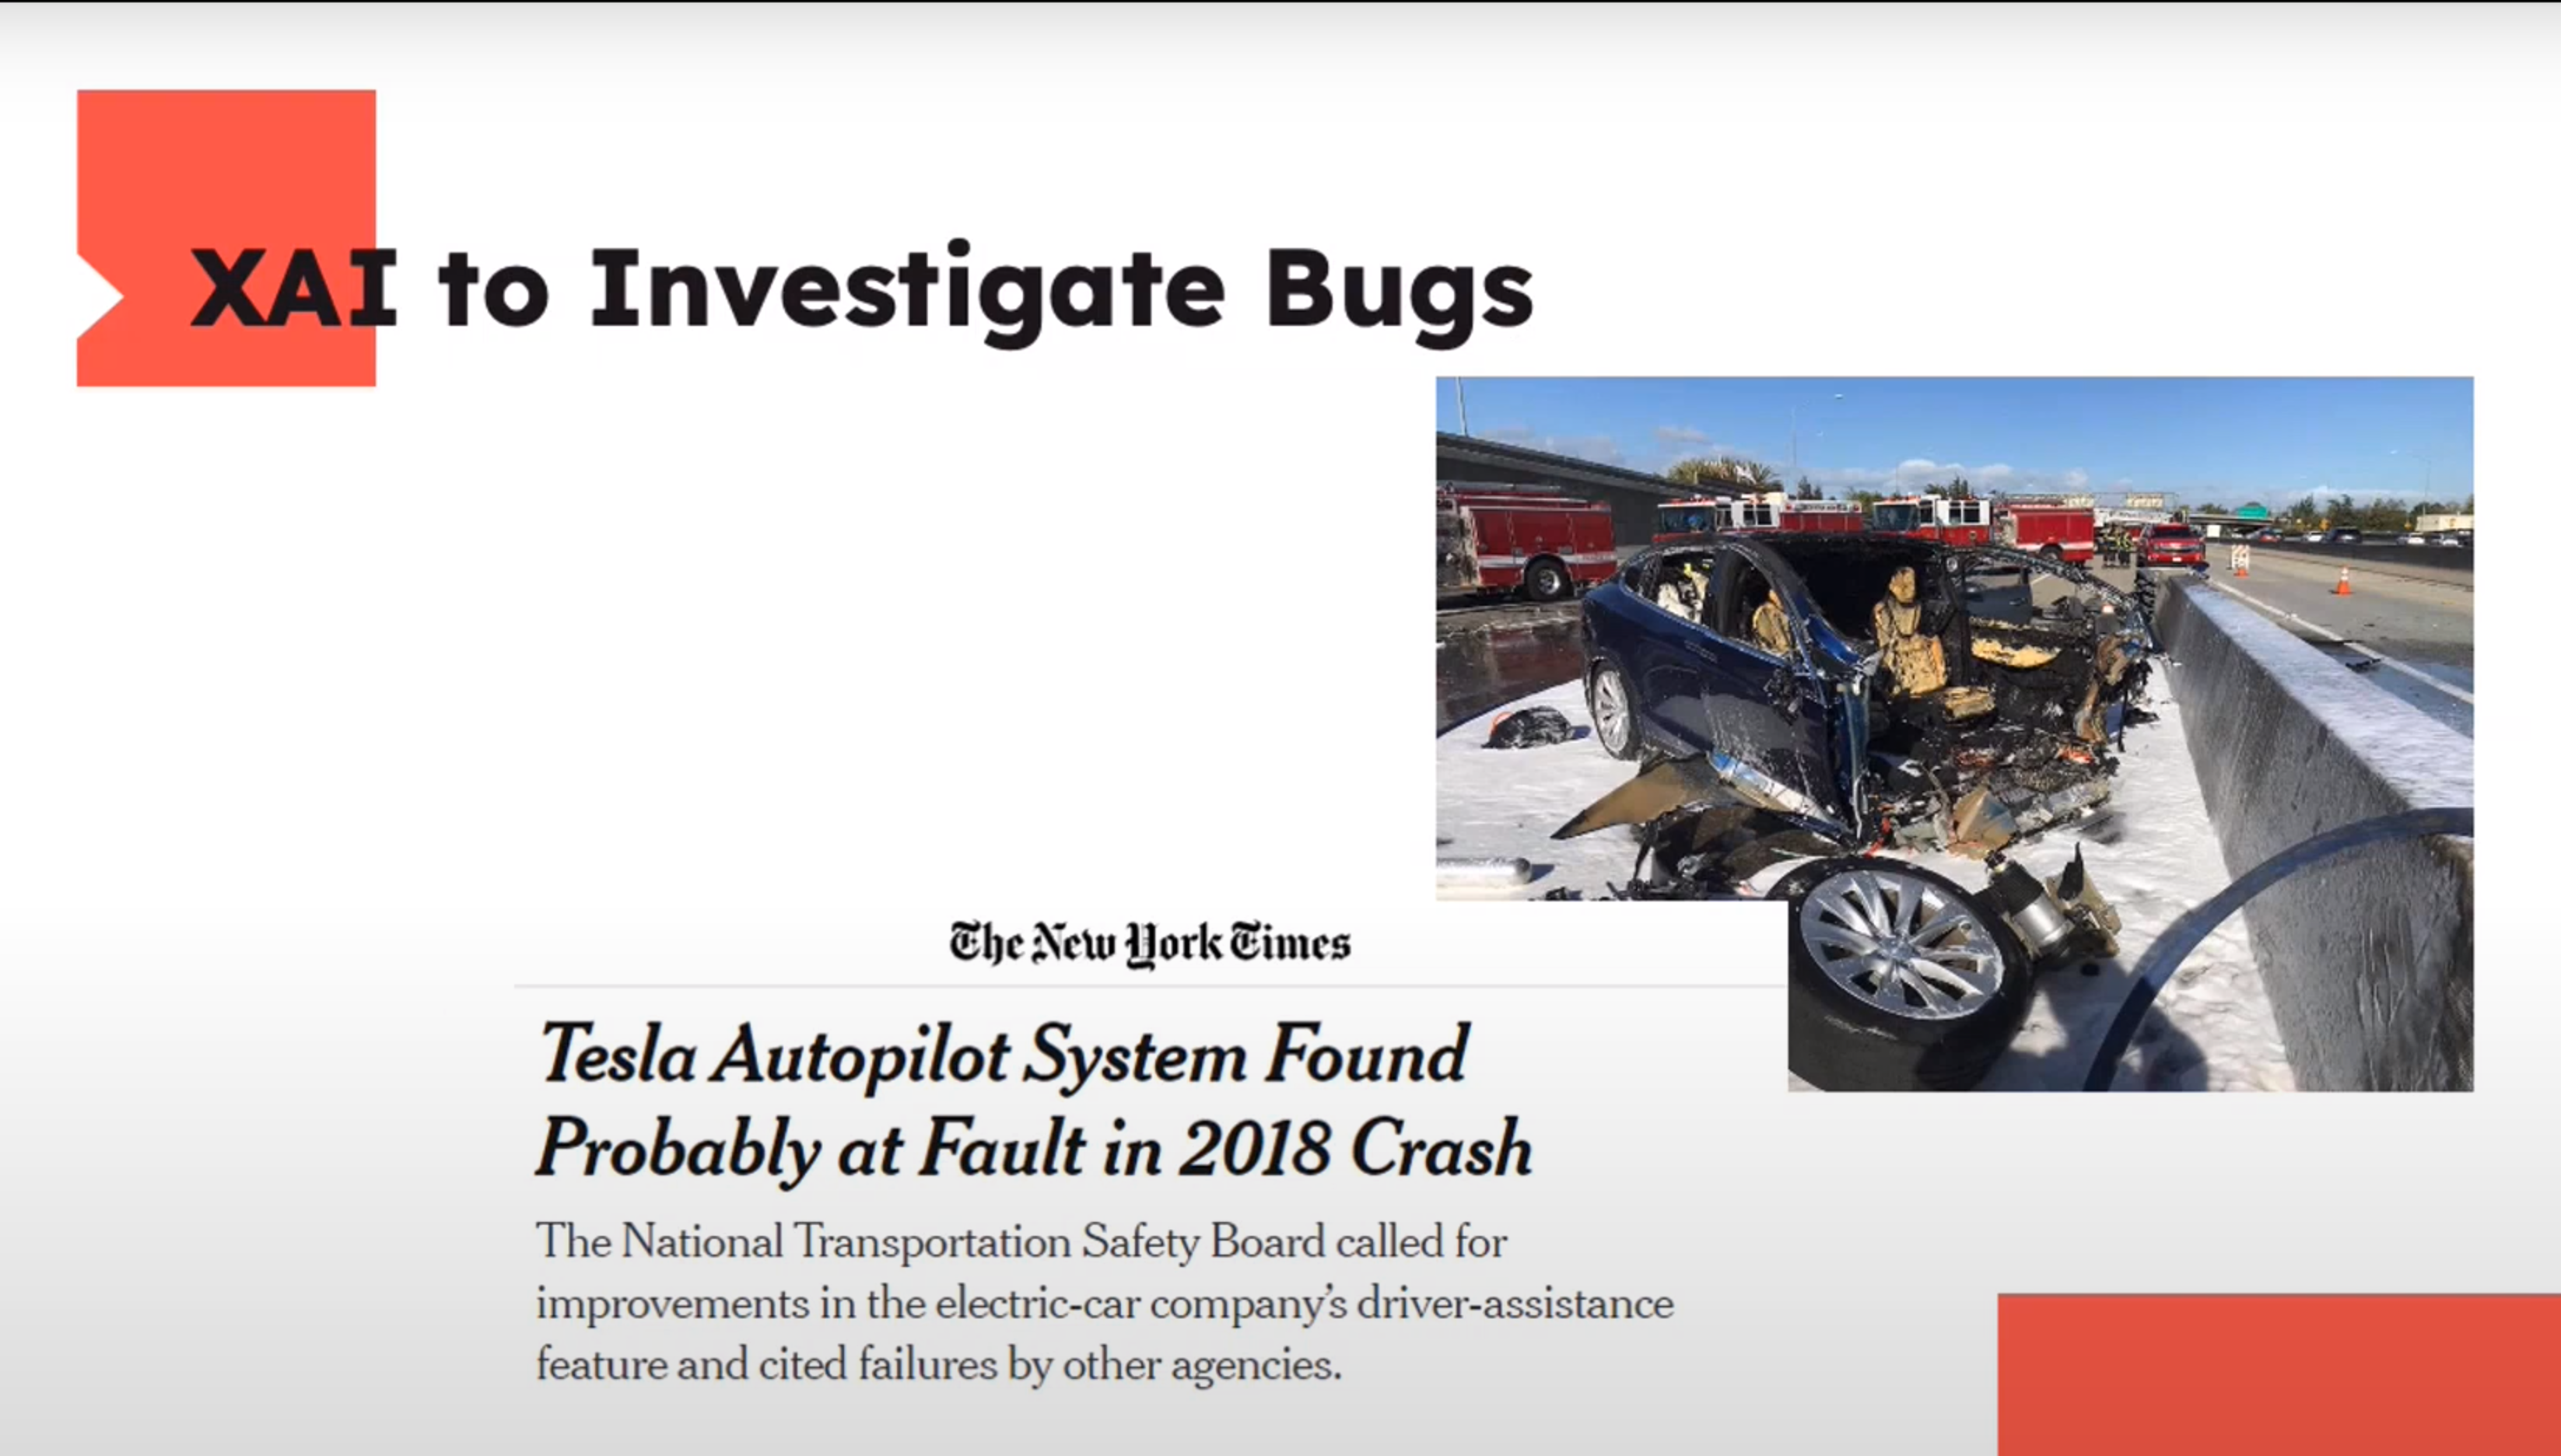 XAI to Investigate Bugs
The New York Times
Tesla Autopilot System Found
Probably at Fault in 2018 Crash
The National Transportation Safety Board called for
improvements in the electric-car company’s driver-assistance
feature and cited failures by other agencies.